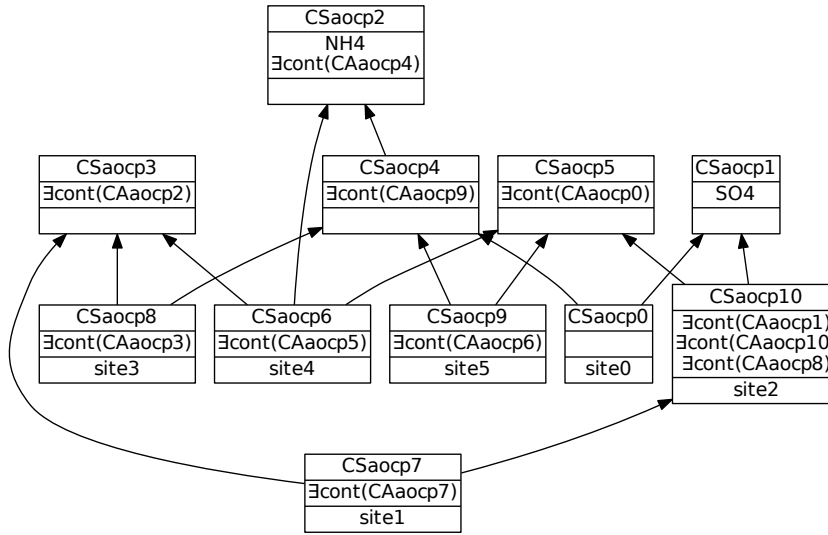 CSaocp2
NH4
∃cont(CAaocp4)
CSaocp3
∃cont(CAaocp2)
CSaocp4
∃cont(CAaocp9)
CSaocp5
∃cont(CAaocp0)
CSaocp1
SO4
CSaocp8
∃cont(CAaocp3)
site3
CSaocp6
∃cont(CAaocp5)
site4
CSaocp9
∃cont(CAaocp6)
site5
CSaocp0
site0
CSaocp10
∃cont(CAaocp1)
∃cont(CAaocp10)
∃cont(CAaocp8)
site2
CSaocp7
∃cont(CAaocp7)
site1